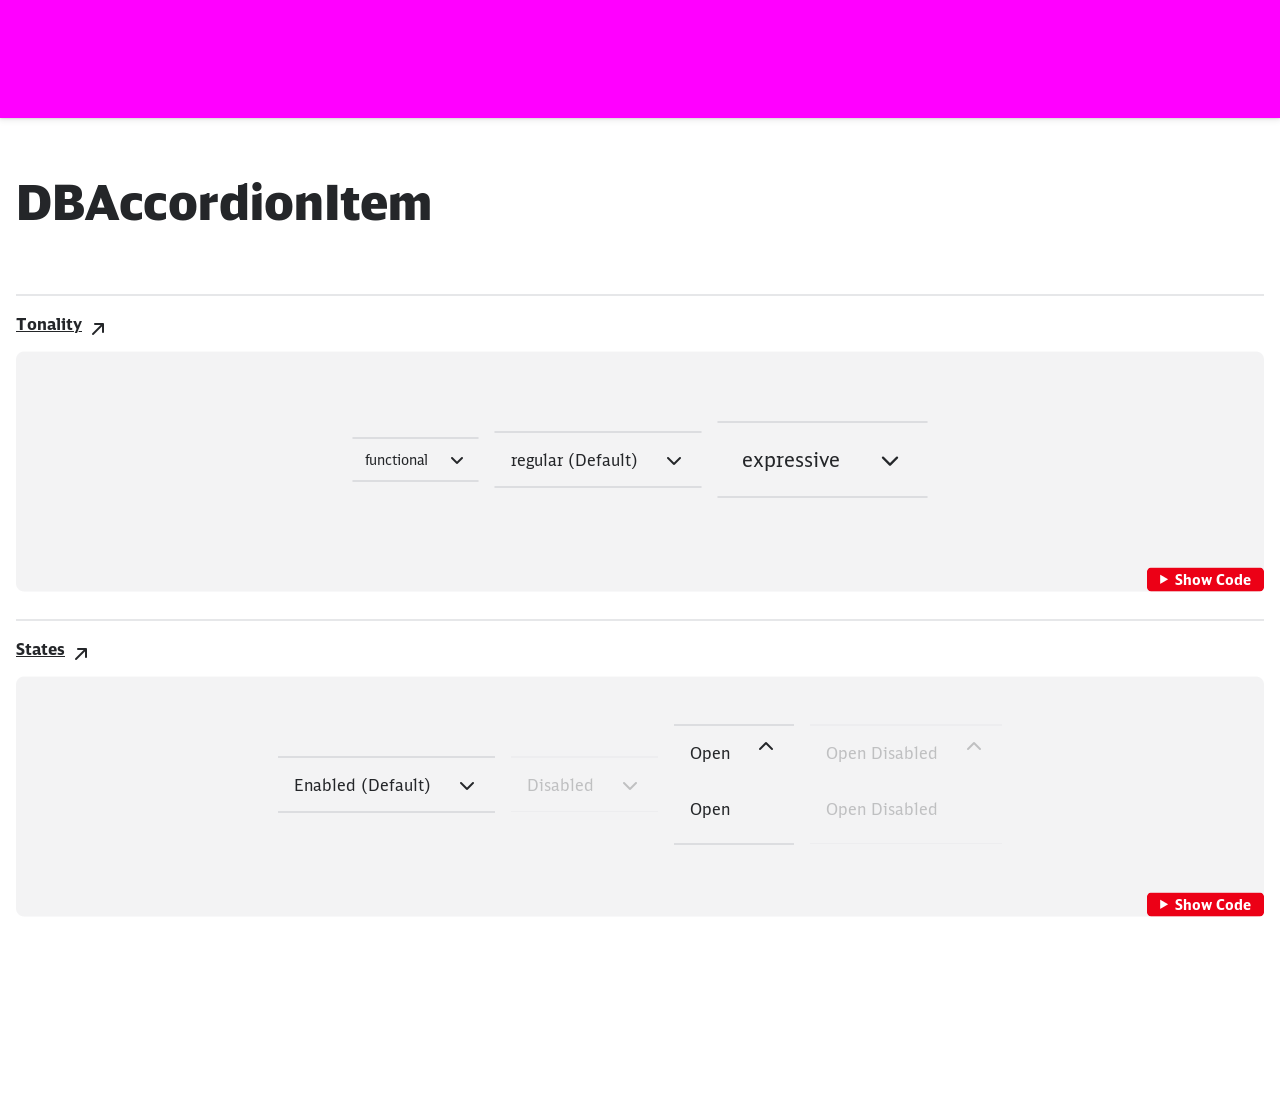 DBAccordionItem
Tonality
functional
regular (Default)
expressive
Show Code
States
Enabled (Default)
Disabled
Open
Open Disabled
Open
Open Disabled
Show Code